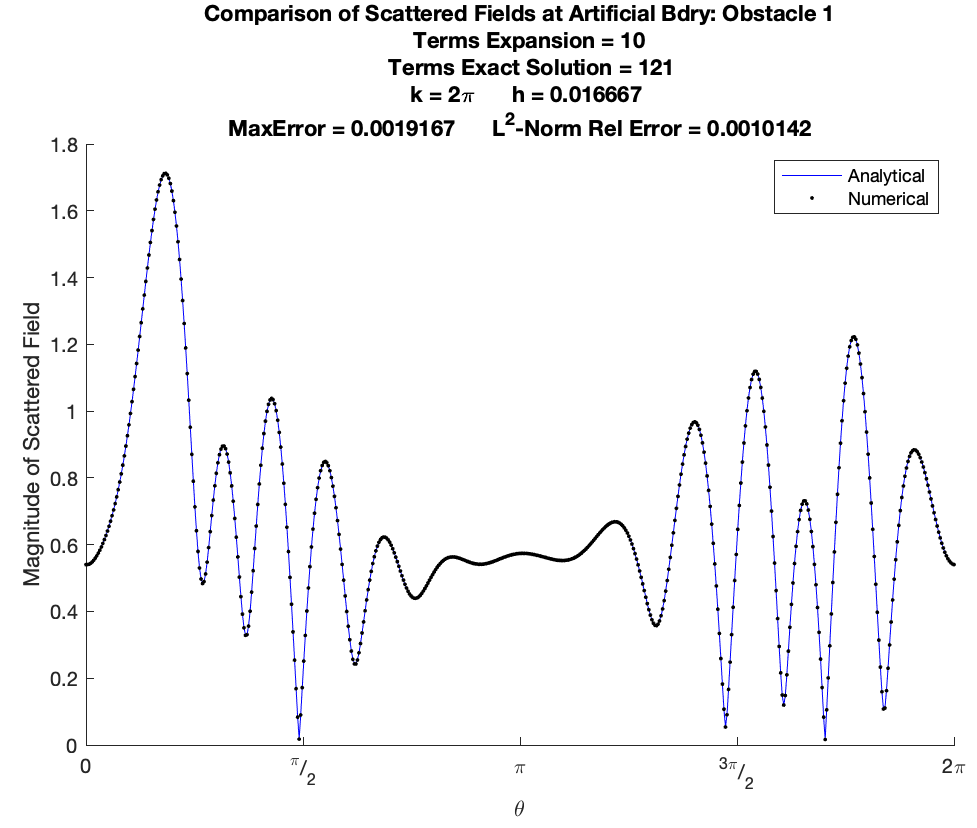 Comparison of Scattered Fields at Artificial Bdry: Obstacle 1
Terms Expansion = 10
Terms Exact Solution = 121
k = 2π h = 0.016667
MaxError = 0.0019167 L²-Norm Rel Error = 0.0010142
Analytical
Numerical
Magnitude of Scattered Field
1.8
1.6
1.4
1.2
1
0.8
0.6
0.4
0.2
0
0 π/2 π 3π/2 2π
θ